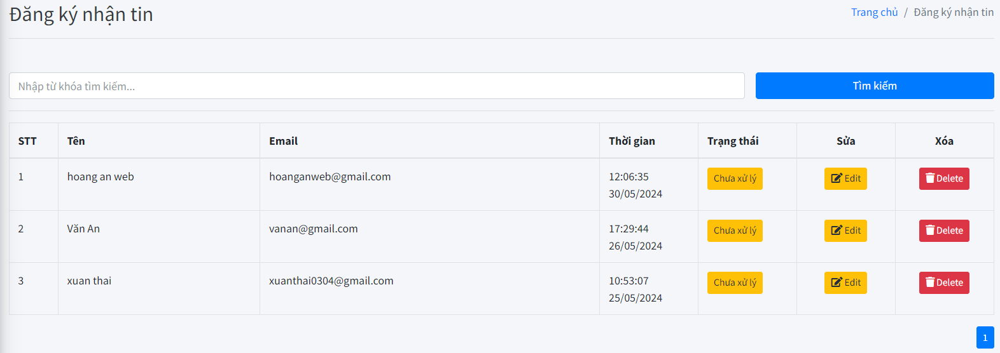 Đăng ký nhận tin
Trang chủ / Đăng ký nhận tin
Nhập từ khóa tìm kiếm...
Tìm kiếm
STT Tên Email Thời gian Trạng thái Sửa Xóa
1 hoang an web hoanganweb@gmail.com 12:06:35 Chưa xử lý Edit Delete
30/05/2024
2 Văn An vanan@gmail.com 17:29:44 Chưa xử lý Edit Delete
26/05/2024
3 xuan thai xuanthai0304@gmail.com 10:53:07 Chưa xử lý Edit Delete
25/05/2024
1